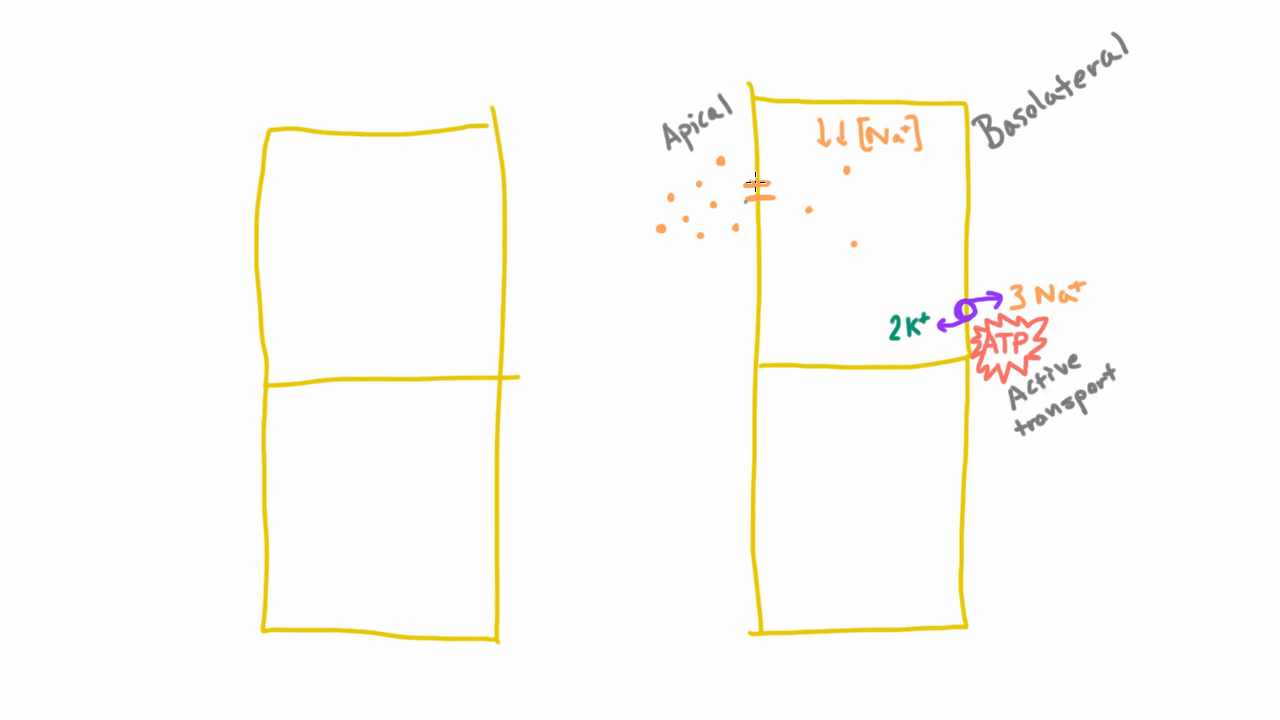 Apical
Basolateral
↓↓ [Na⁺]
3 Na⁺
2K⁺
ATP
Active
transport